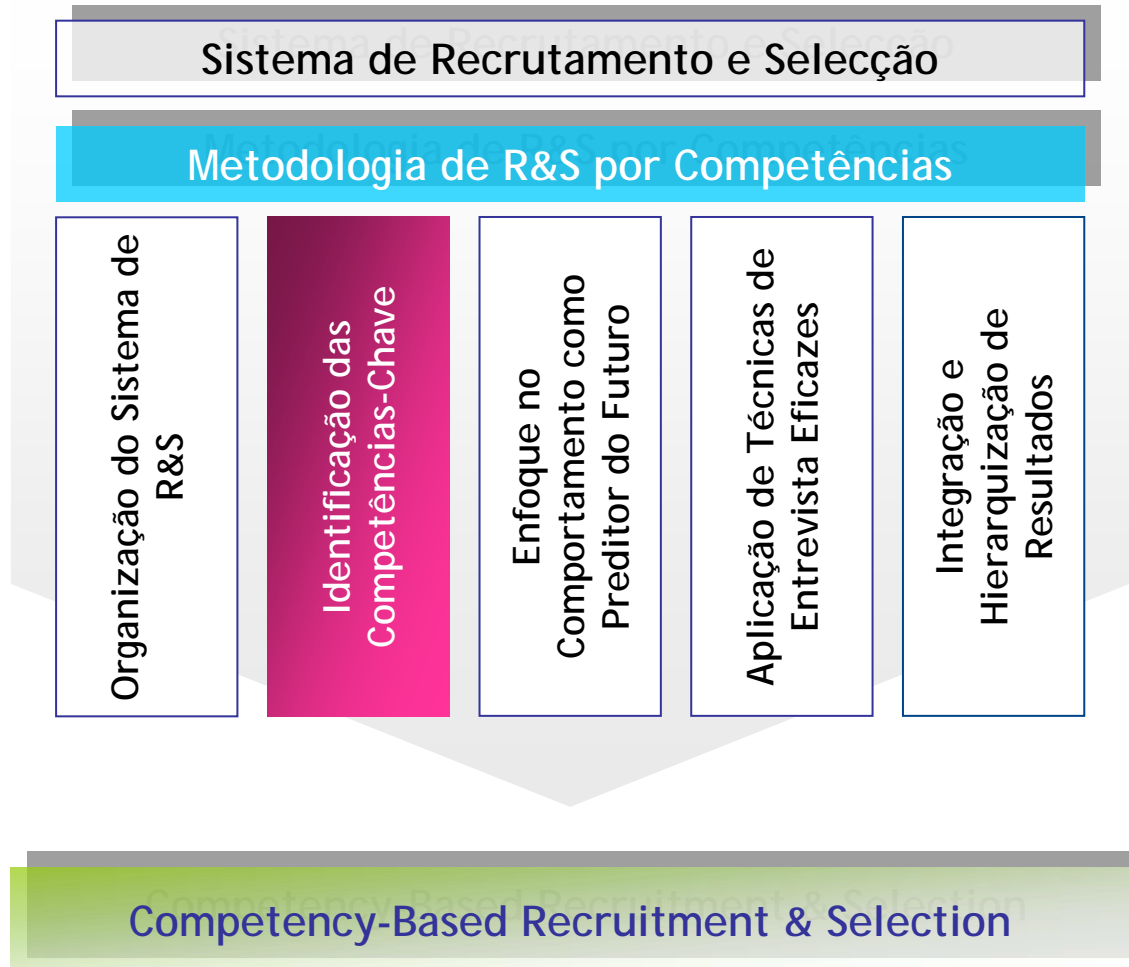 Sistema de Recrutamento e Selecção
Metodologia de R&S por Competências
Organização do Sistema de
R&S
Identificação das
Competências-Chave
Enfoque no
Comportamento como
Preditor do Futuro
Aplicação de Técnicas de
Entrevista Eficazes
Integração e
Hierarquização de
Resultados
Competency-Based Recruitment & Selection